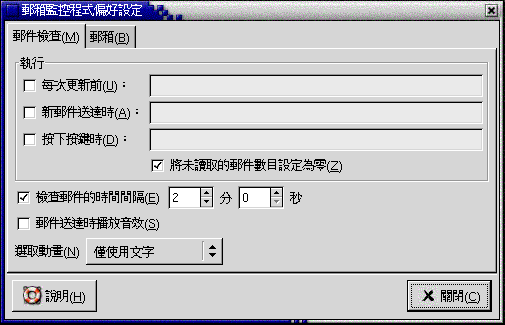 郵箱監控程式偏好設定
郵件檢查(M) 郵箱(B)
執行
每次更新前(U)：
新郵件送達時(A)：
按下按鍵時(D)：
將未讀取的郵件數目設定為零(Z)
檢查郵件的時間間隔(E) 2 分 0 秒
郵件送達時播放音效(S)
選取動畫(N) 僅使用文字
說明(H) 關閉(C)